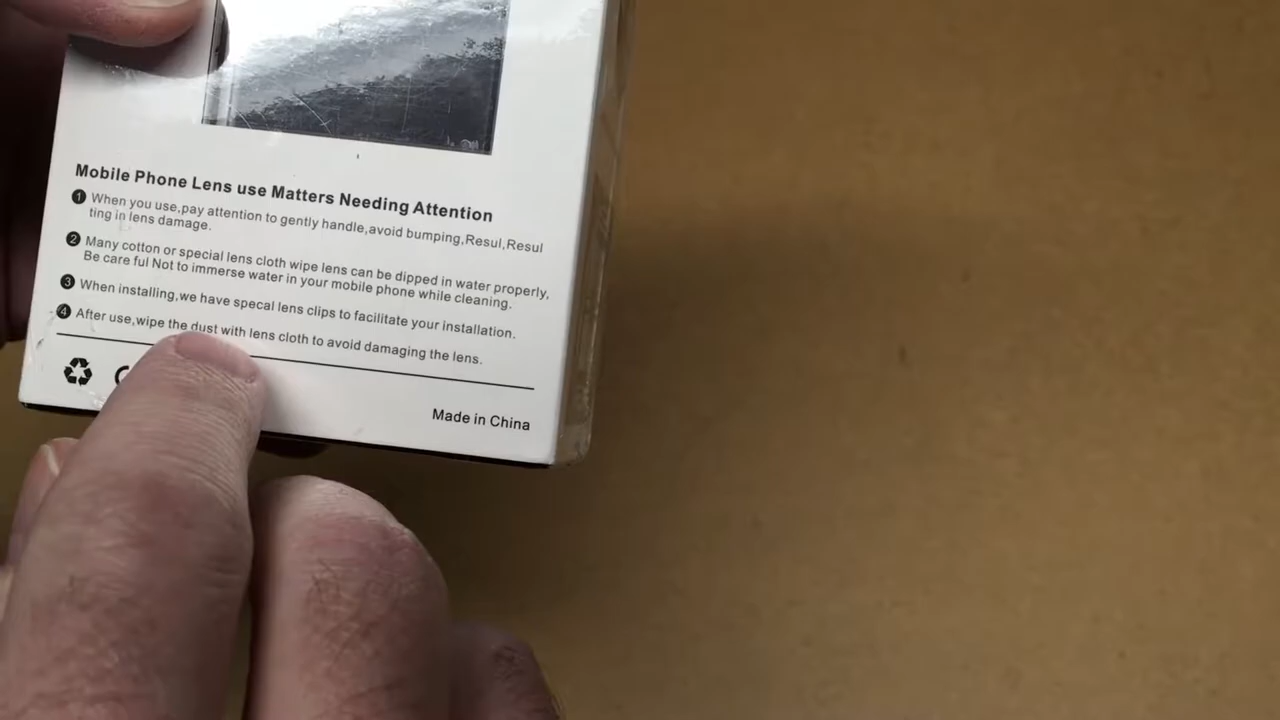 Mobile Phone Lens use Matters Needing Attention
1 When you use,pay attention to gently handle,avoid bumping,Resul,Resul
ting in lens damage.
2 Many cotton or special lens cloth wipe lens can be dipped in water properly,
Be care ful Not to immerse water in your mobile phone while cleaning.
3 When installing,we have specal lens clips to facilitate your installation.
4 After use,wipe the dust with lens cloth to avoid damaging the lens.
Made in China